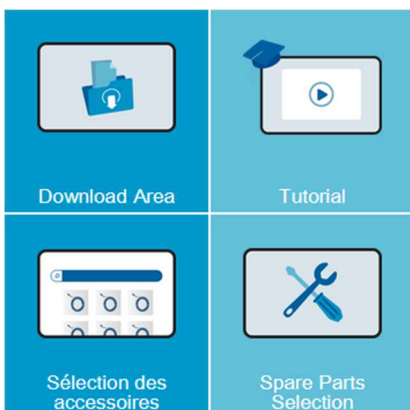 Download Area
Tutorial
Sélection des
accessoires
Spare Parts
Selection